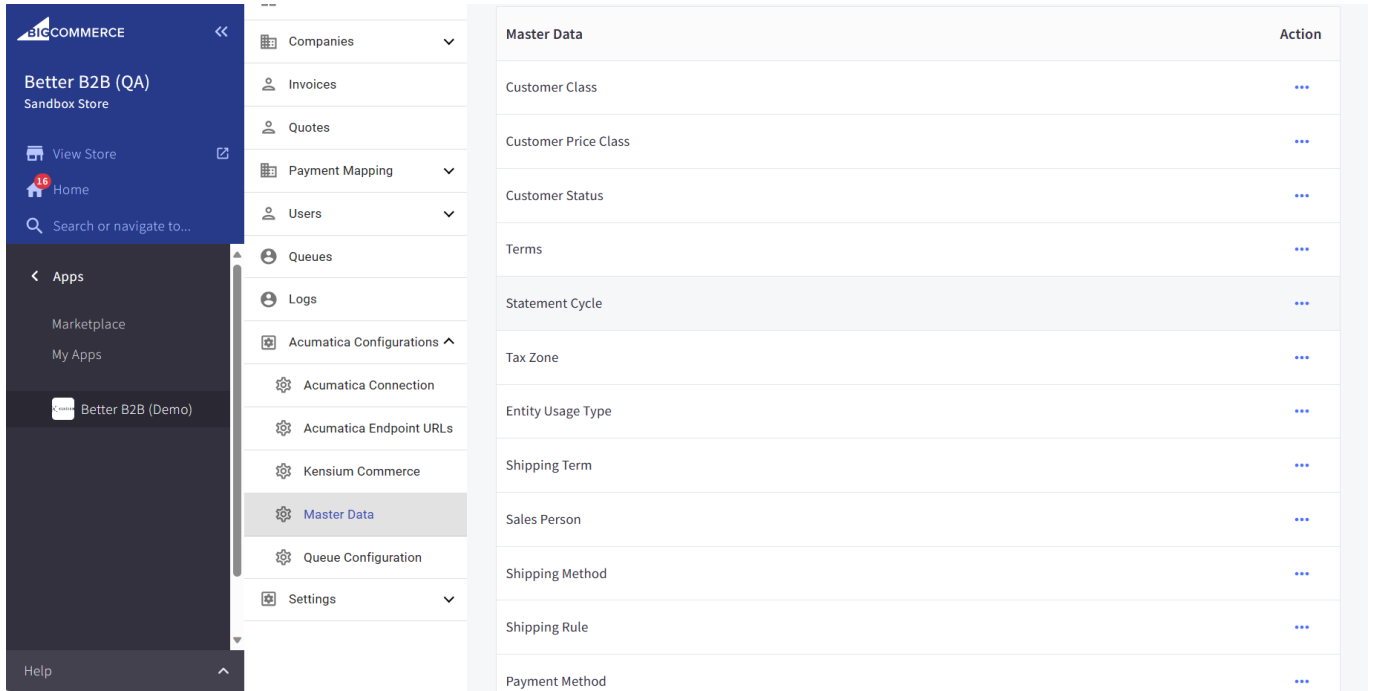 BIGCOMMERCE
Better B2B (QA)
Sandbox Store
View Store
16
Home
Search or navigate to...
Apps
Marketplace
My Apps
Better B2B (Demo)
Help
Companies
Invoices
Quotes
Payment Mapping
Users
Queues
Logs
Acumatica Configurations
Acumatica Connection
Acumatica Endpoint URLs
Kensium Commerce
Master Data
Queue Configuration
Settings
Master Data Action
Customer Class
Customer Price Class
Customer Status
Terms
Statement Cycle
Tax Zone
Entity Usage Type
Shipping Term
Sales Person
Shipping Method
Shipping Rule
Payment Method